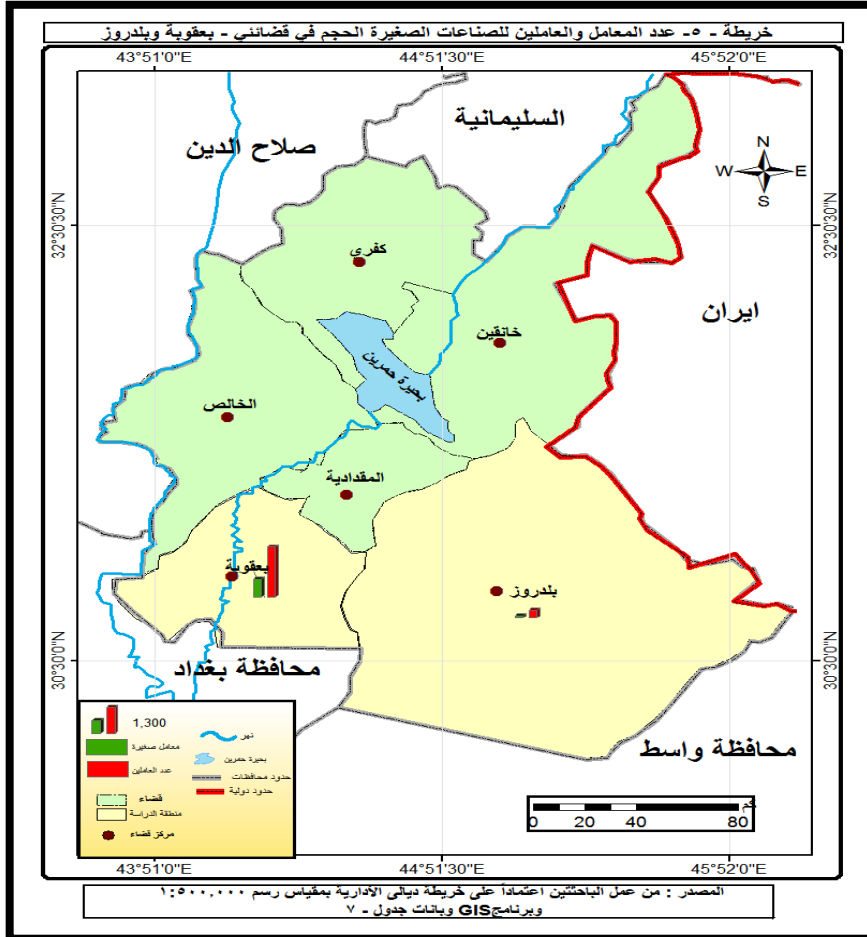 خريطة - ٥- عدد المعامل والعاملين للصناعات الصغيرة الحجم في قضائني - بعقوبة وبلدروز
43°51'0"E 44°51'30"E 45°52'0"E
السليمانية
صلاح الدين
N
W E
S
32°30'30"N 32°30'30"N
كفري
ايران
خانقين
بحيرة حمرين
الخالص
المقدادية
بعقوبة
بلدروز
30°30'0"N 30°30'0"N
محافظة بغداد
محافظة واسط
1,300
معامل صغيرة
عدد العاملين
قضاء
منطقة الدراسة
مركز قضاء
نهر
بحيرة حمرين
حدود محافظات
حدود دولية
كم
0 20 40 80
43°51'0"E 44°51'30"E 45°52'0"E
المصدر : من عمل الباحثتين اعتماداً على خريطة ديالى الأدارية بمقياس رسم ١:٥٠٠,٠٠٠
وبرنامجGIS وبانات جدول - ٧